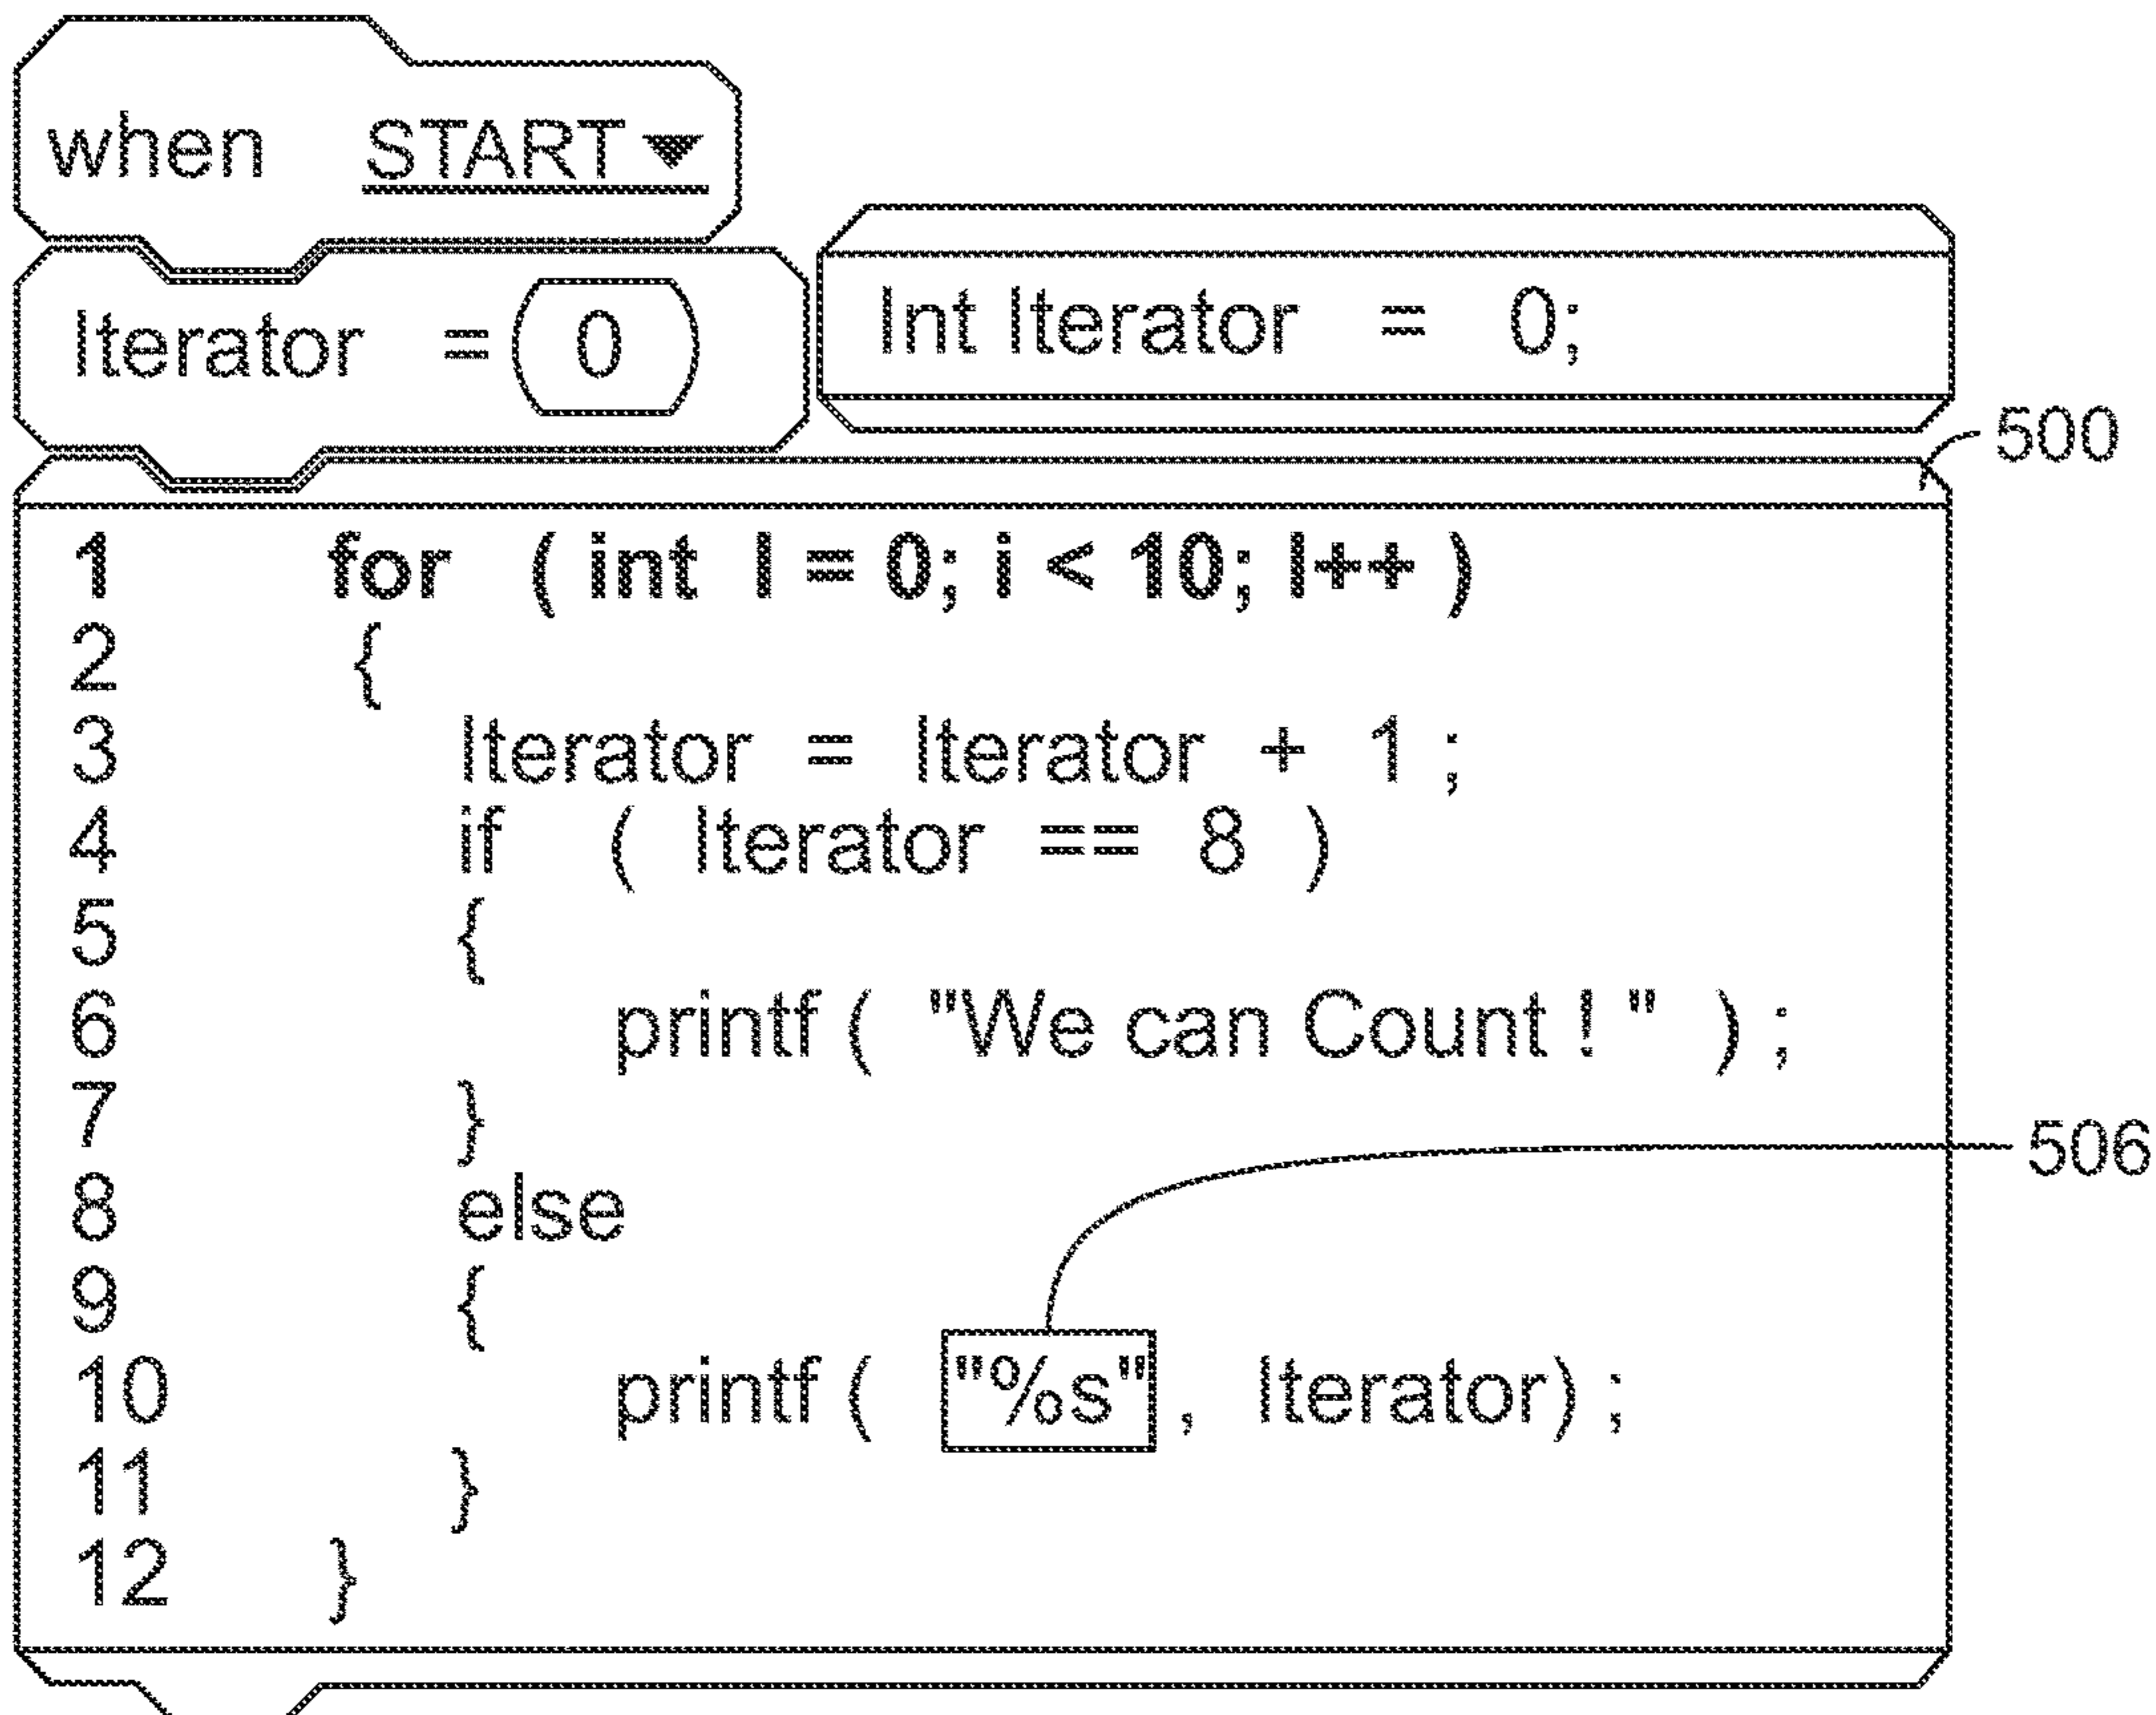 when START
Iterator = 0
Int Iterator = 0;
500
1 for ( int I = 0; i < 10; I++ )
2 {
3 Iterator = Iterator + 1 ;
4 if ( Iterator == 8 )
5 {
6 printf ( "We can Count ! " ) ;
7 }
506
8 else
9 {
10 printf ( "%s" , Iterator) ;
11 }
12 }